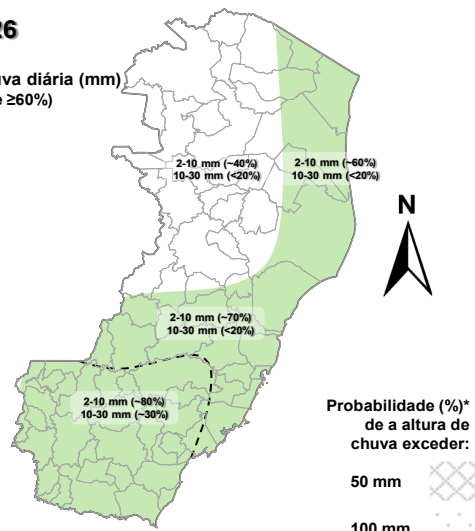 26
uva diária (mm)
e ≥60%)
2-10 mm (~40%)
10-30 mm (<20%)
2-10 mm (~60%)
10-30 mm (<20%)
N
2-10 mm (~70%)
10-30 mm (<20%)
2-10 mm (~80%)
10-30 mm (~30%)
Probabilidade (%)*
de a altura de
chuva exceder:
50 mm
100 mm